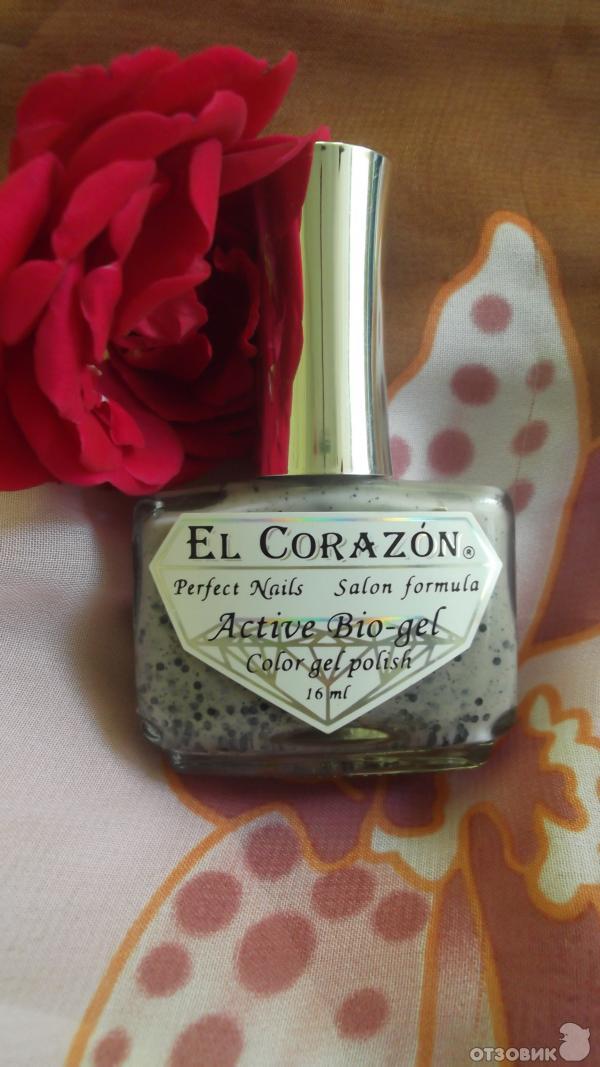 EL CORAZÓN®
Perfect Nails Salon formula
Active Bio-gel
Color gel polish
16 ml
ОТЗОВИК